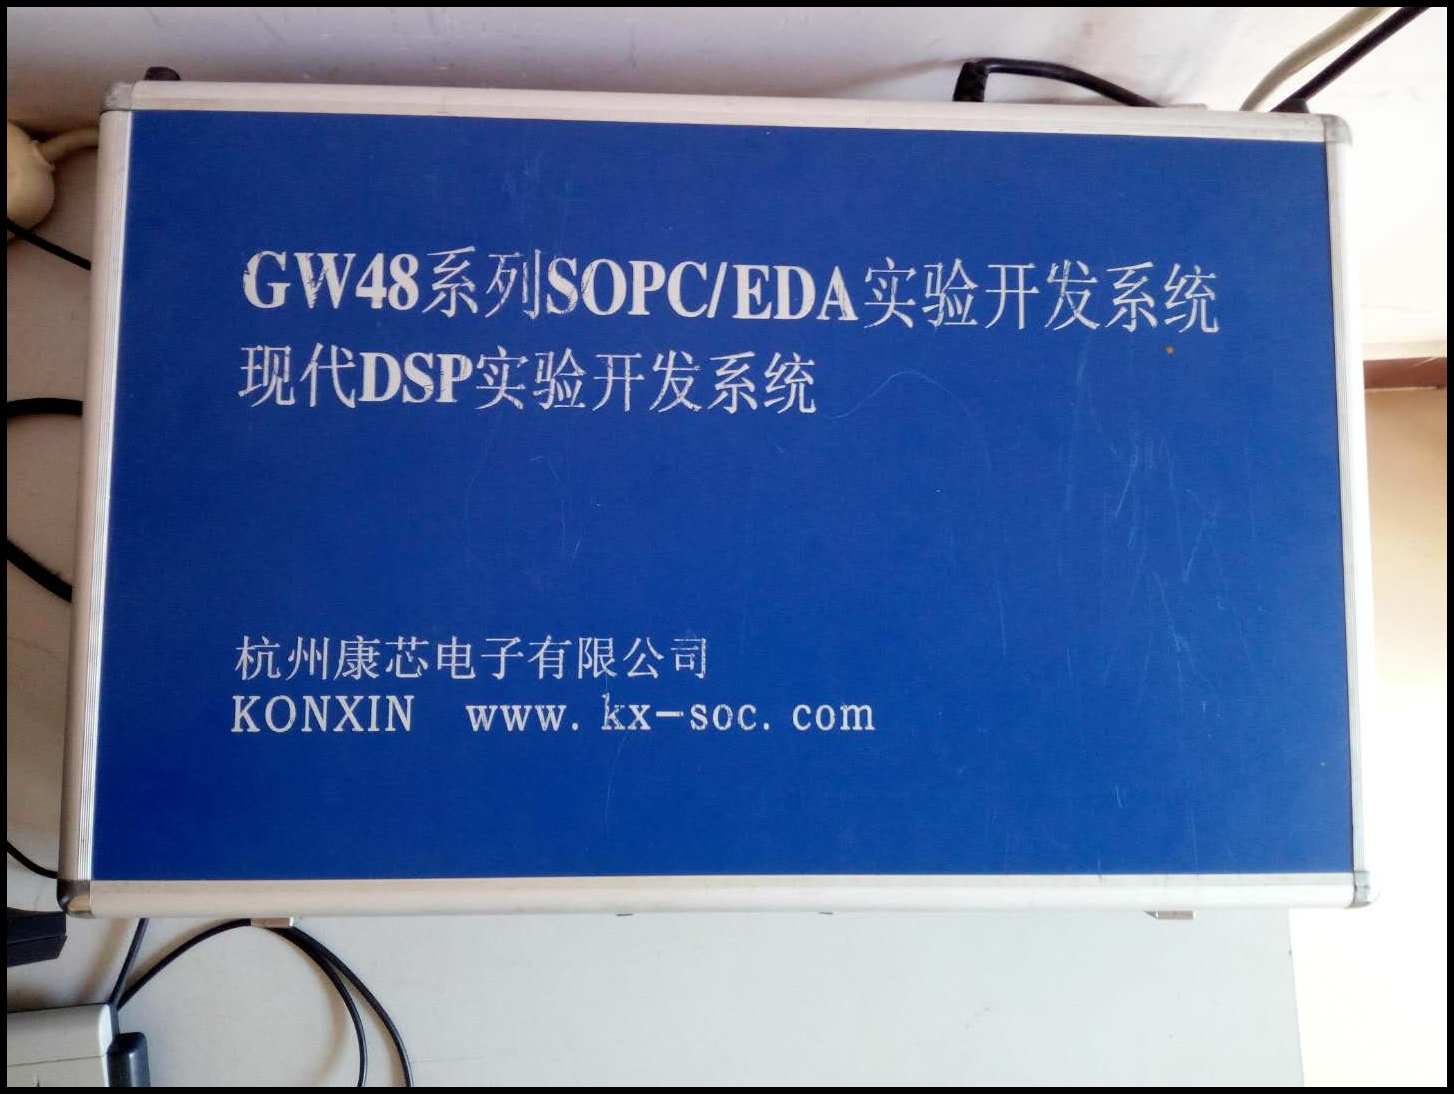 GW48系列SOPC/EDA实验开发系统
现代DSP实验开发系统
杭州康芯电子有限公司
KONXIN www.kx-soc.com